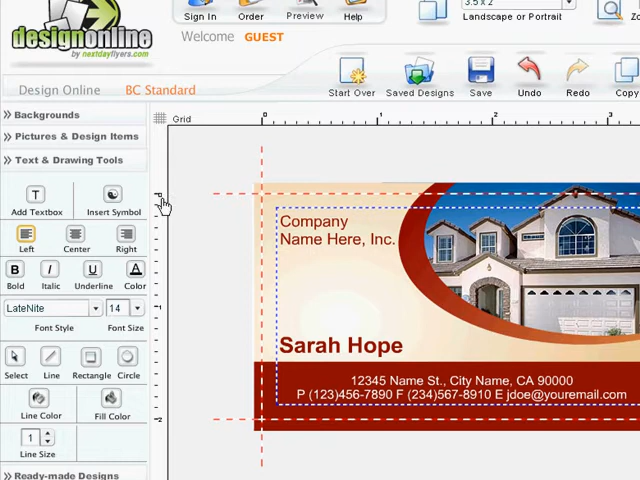 3.5 x 2
Sign In
Order
Preview
Help
Landscape or Portrait
designonline
by nextdayflyers.com
Welcome GUEST
Design Online
BC Standard
Start Over
Saved Designs
Save
Undo
Redo
Copy
Backgrounds
Grid
0
1
2
3
Pictures & Design Items
Text & Drawing Tools
T
Add Textbox
Insert Symbol
Left
Center
Right
B
I
U
A
Bold
Italic
Underline
Color
LateNite
14
Font Style
Font Size
Select
Line
Rectangle
Circle
Line Color
Fill Color
1
Line Size
Ready-made Designs
1
2
Company
Name Here, Inc.
Sarah Hope
12345 Name St., City Name, CA 90000
P (123)456-7890 F (234)567-8910 E jdoe@youremail.com